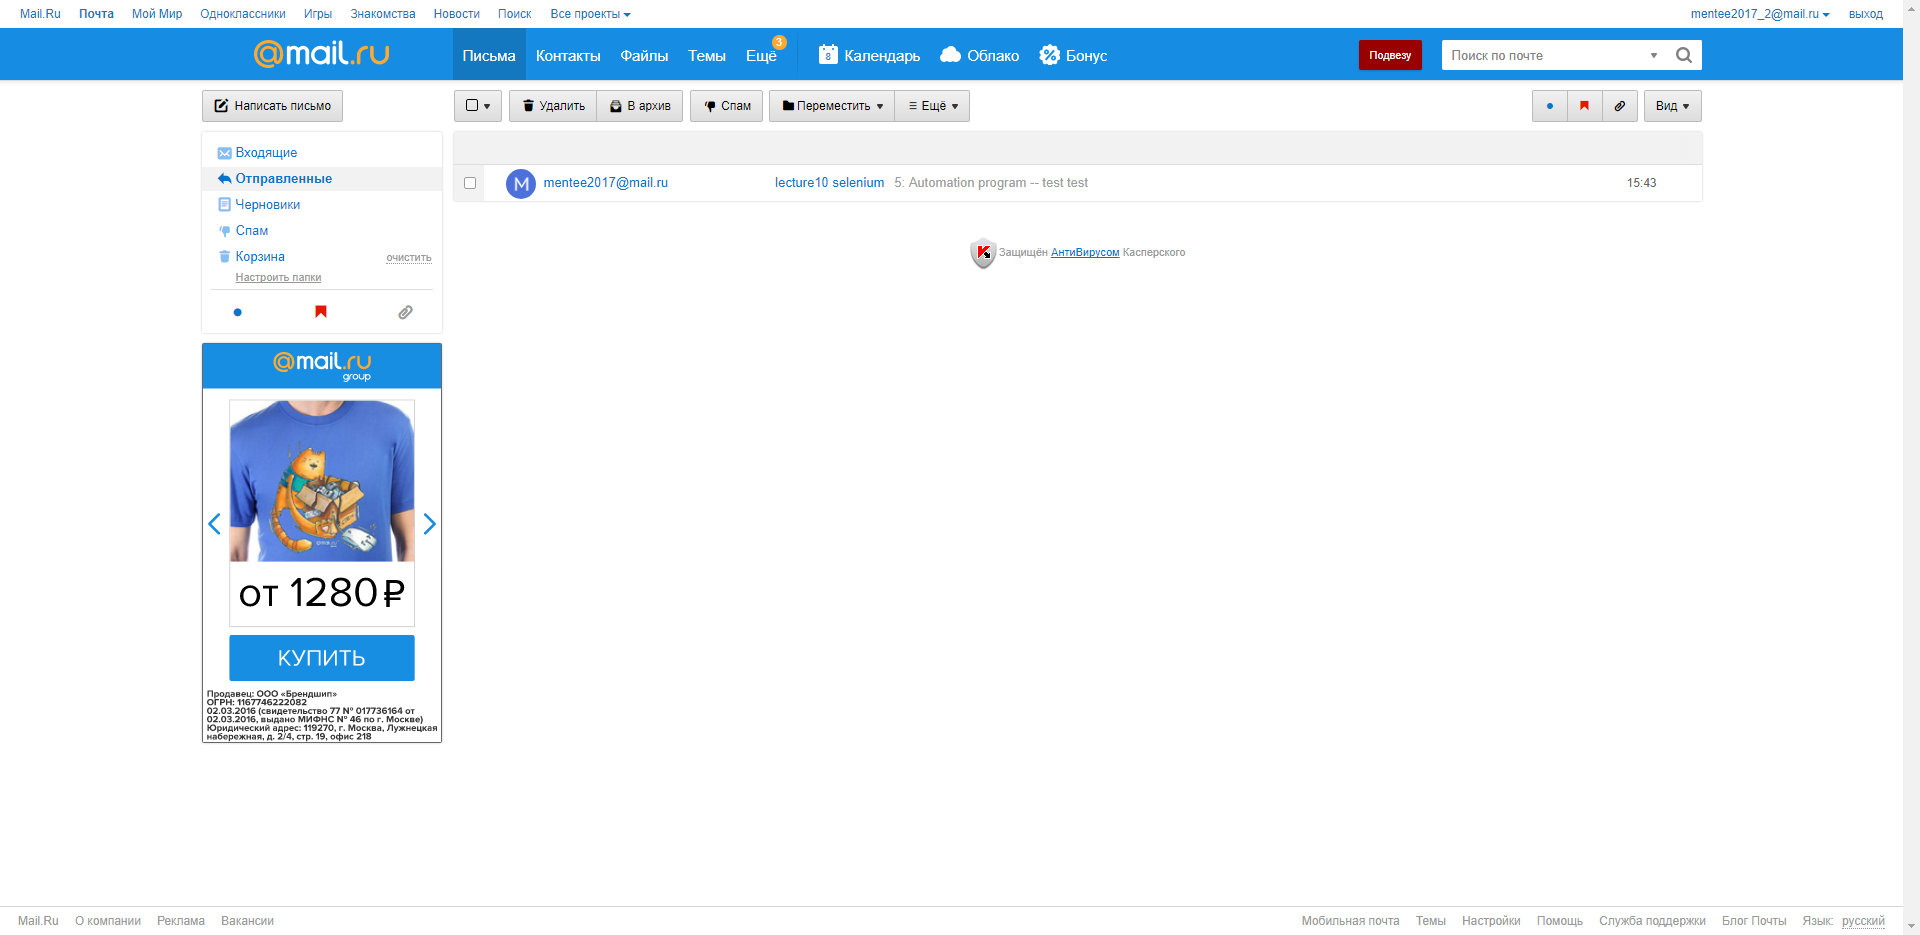 Mail.Ru Почта Мой Мир Одноклассники Игры Знакомства Новости Поиск Все проекты mentee2017_2@mail.ru выход
@mail.ru Письма Контакты Файлы Темы Ещё 3 8 Календарь Облако Бонус Подвезу Поиск по почте
Написать письмо Удалить В архив Спам Переместить Ещё Вид
Входящие
Отправленные
Черновики
Спам
Корзина очистить
Настроить папки
M mentee2017@mail.ru lecture10 selenium 5: Automation program -- test test 15:43
Защищён АнтиВирусом Касперского
@mail.ru
group
@mail.ru
от 1280 ₽
КУПИТЬ
Продавец: ООО «Брендшип»
ОГРН: 1167746222082
02.03.2016 (свидетельство 77 № 017736164 от
02.03.2016, выдано МИФНС № 46 по г. Москве)
Юридический адрес: 119270, г. Москва, Лужнецкая
набережная, д. 2/4, стр. 19, офис 218
Mail.Ru О компании Реклама Вакансии Мобильная почта Темы Настройки Помощь Служба поддержки Блог Почты Язык: русский